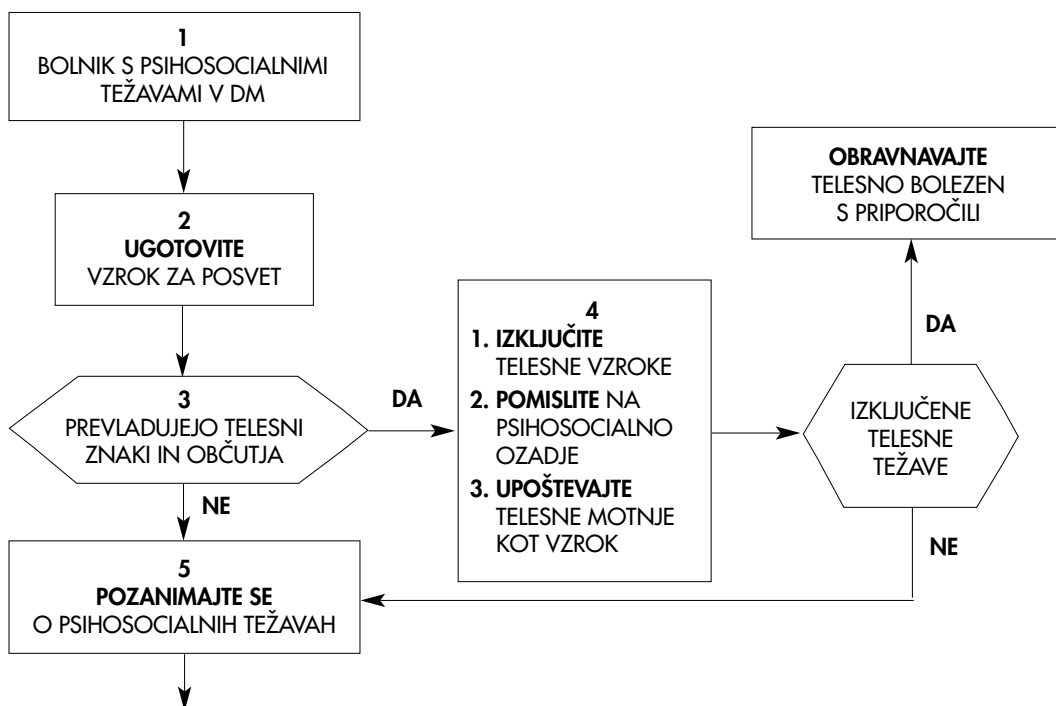 1
BOLNIK S PSIHOSOCIALNIMI
TEŽAVAMI V DM
2
UGOTOVITE
VZROK ZA POSVET
3
PREVLADUJEJO TELESNI
ZNAKI IN OBČUTJA
DA
NE
4
1. IZKLJUČITE
TELESNE VZROKE
2. POMISLITE NA
PSIHOSOCIALNO
OZADJE
3. UPOŠTEVAJTE
TELESNE MOTNJE
KOT VZROK
IZKLJUČENE
TELESNE
TEŽAVE
DA
OBRAVNAVAJTE
TELESNO BOLEZEN
S PRIPOROČILI
NE
5
POZANIMAJTE SE
O PSIHOSOCIALNIH TEŽAVAH